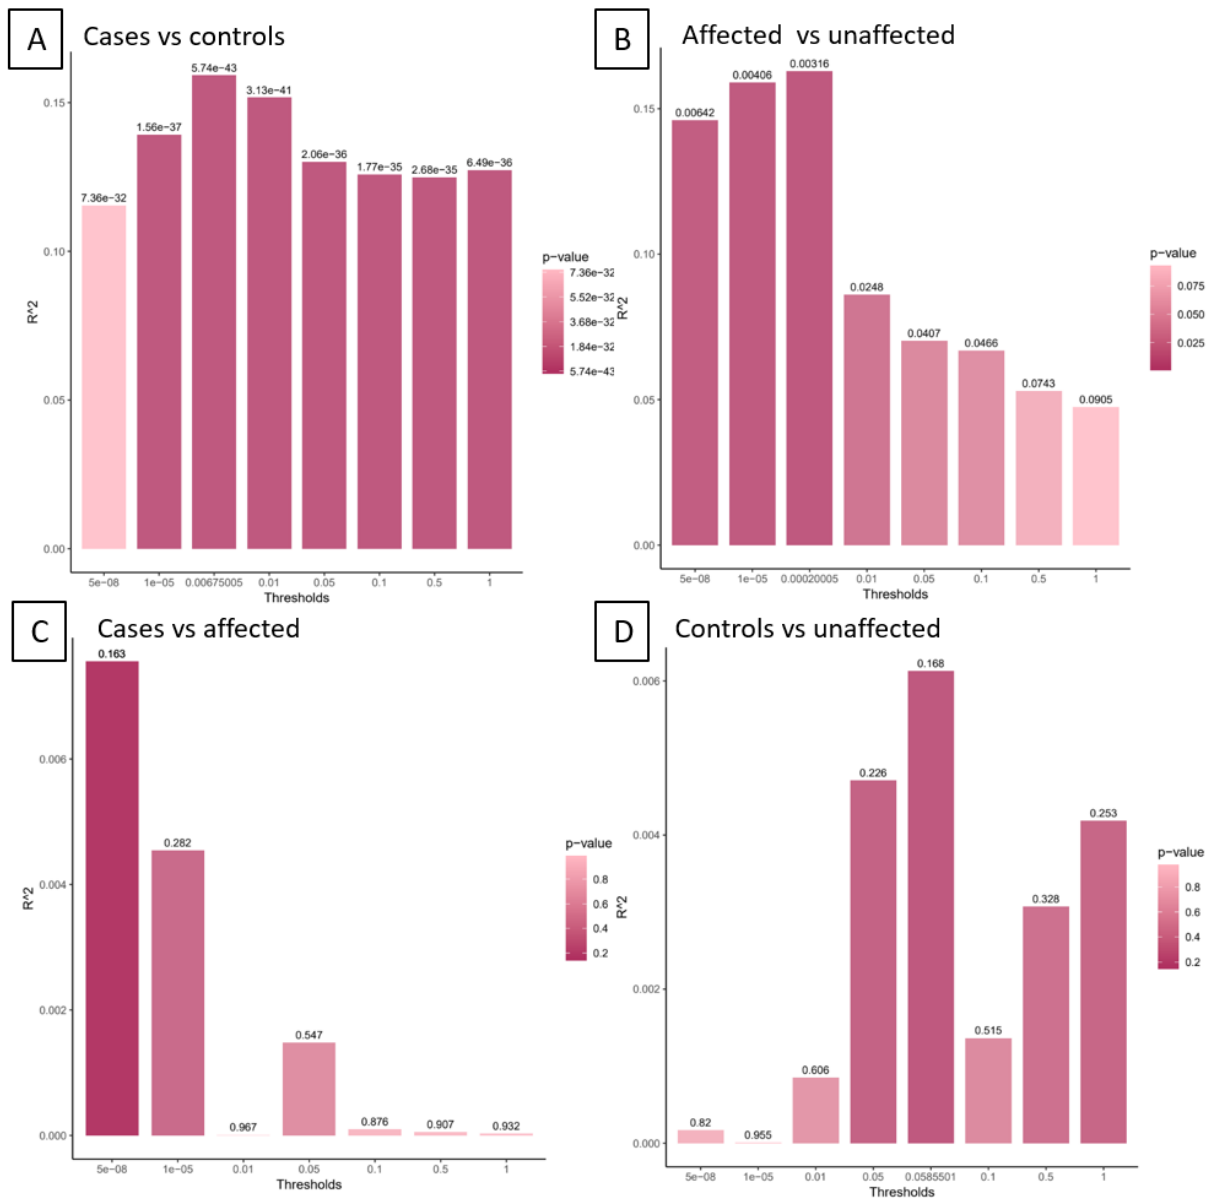 A
Cases vs controls
R^2
0.15
0.10
0.05
0.00
7.36e−32
1.56e−37
5.74e−43
3.13e−41
2.06e−36
1.77e−35
2.68e−35
6.49e−36
5e−08
1e−05
0.00675005
0.01
0.05
0.1
0.5
1
Thresholds
p−value
7.36e−32
5.52e−32
3.68e−32
1.84e−32
5.74e−43
B
Affected vs unaffected
R^2
0.15
0.10
0.05
0.00
0.00642
0.00406
0.00316
0.0248
0.0407
0.0466
0.0743
0.0905
5e−08
1e−05
0.00020005
0.01
0.05
0.1
0.5
1
Thresholds
p−value
0.075
0.050
0.025
C
Cases vs affected
R^2
0.006
0.004
0.002
0.000
0.163
0.282
0.967
0.547
0.876
0.907
0.932
5e−08
1e−05
0.01
0.05
0.1
0.5
1
Thresholds
p−value
0.8
0.6
0.4
0.2
D
Controls vs unaffected
R^2
0.006
0.004
0.002
0.000
0.82
0.955
0.606
0.226
0.168
0.515
0.328
0.253
5e−08
1e−05
0.01
0.05
0.0585501
0.1
0.5
1
Thresholds
p−value
0.8
0.6
0.4
0.2